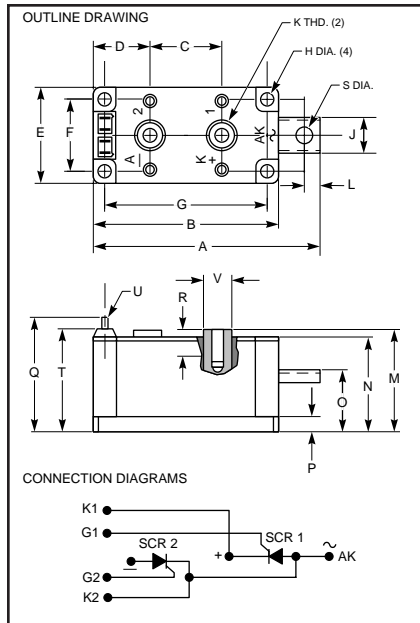 OUTLINE DRAWING
K THD. (2)
D
C
H DIA. (4)
S DIA.
2
1
E
F
AK
~
J
A
K
–
+
L
G
B
A
V
U
R
Q
T
O
N
M
P
CONNECTION DIAGRAMS
K1
G1
SCR 2
SCR 1
~
–
+
AK
G2
K2